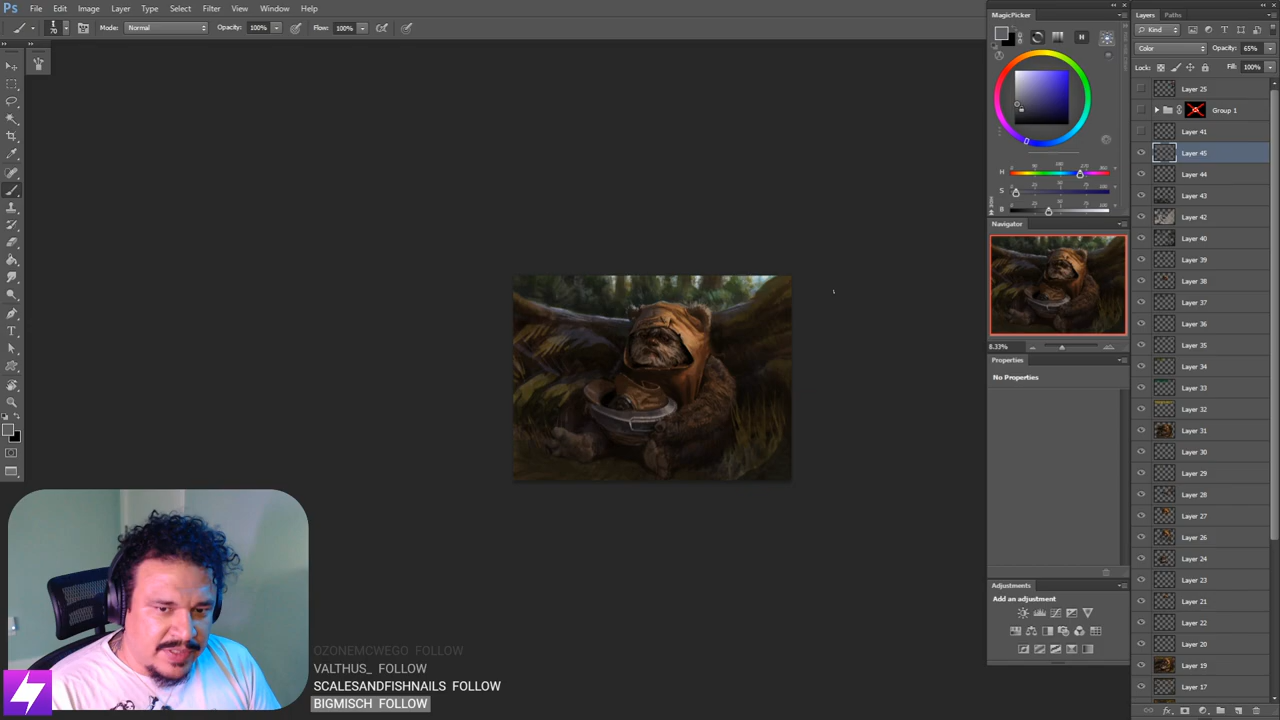 Ps File Edit Image Layer Type Select Filter 3D View Window Help
70 Mode: Normal Opacity: 100% Flow: 100%
MagicPicker
H
H
S
B
Navigator
8.33%
Properties
No Properties
Adjustments
Add an adjustment
Layers Paths
Kind
Color Opacity: 65%
Lock: Fill: 100%
Layer 25
Group 1
Layer 41
Layer 45
Layer 44
Layer 43
Layer 42
Layer 40
Layer 39
Layer 38
Layer 37
Layer 36
Layer 35
Layer 34
Layer 33
Layer 32
Layer 31
Layer 30
Layer 29
Layer 28
Layer 27
Layer 26
Layer 24
Layer 23
Layer 21
Layer 22
Layer 20
Layer 19
Layer 17
OZONEMCWEGO FOLLOW
VALTHUS_ FOLLOW
SCALESANDFISHNAILS FOLLOW
BIGMISCH FOLLOW